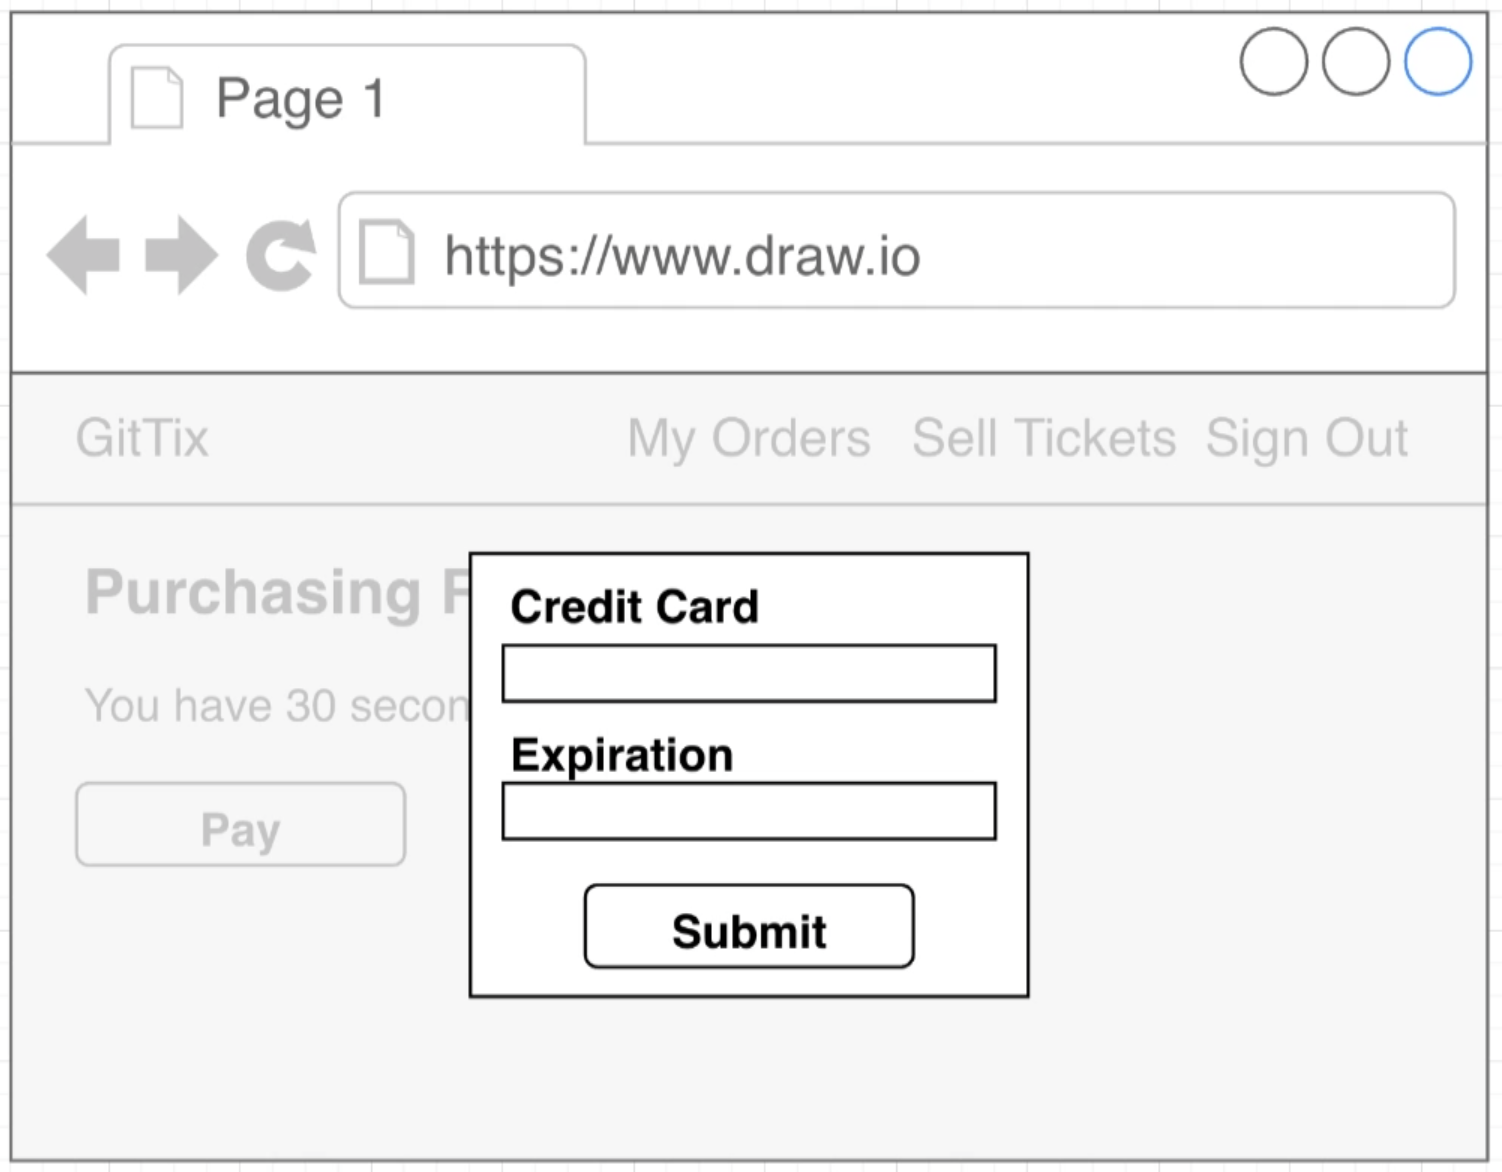 Page 1
https://www.draw.io
GitTix My Orders Sell Tickets Sign Out
Purchasing
You have 30
Credit Card
Expiration
Pay
Submit